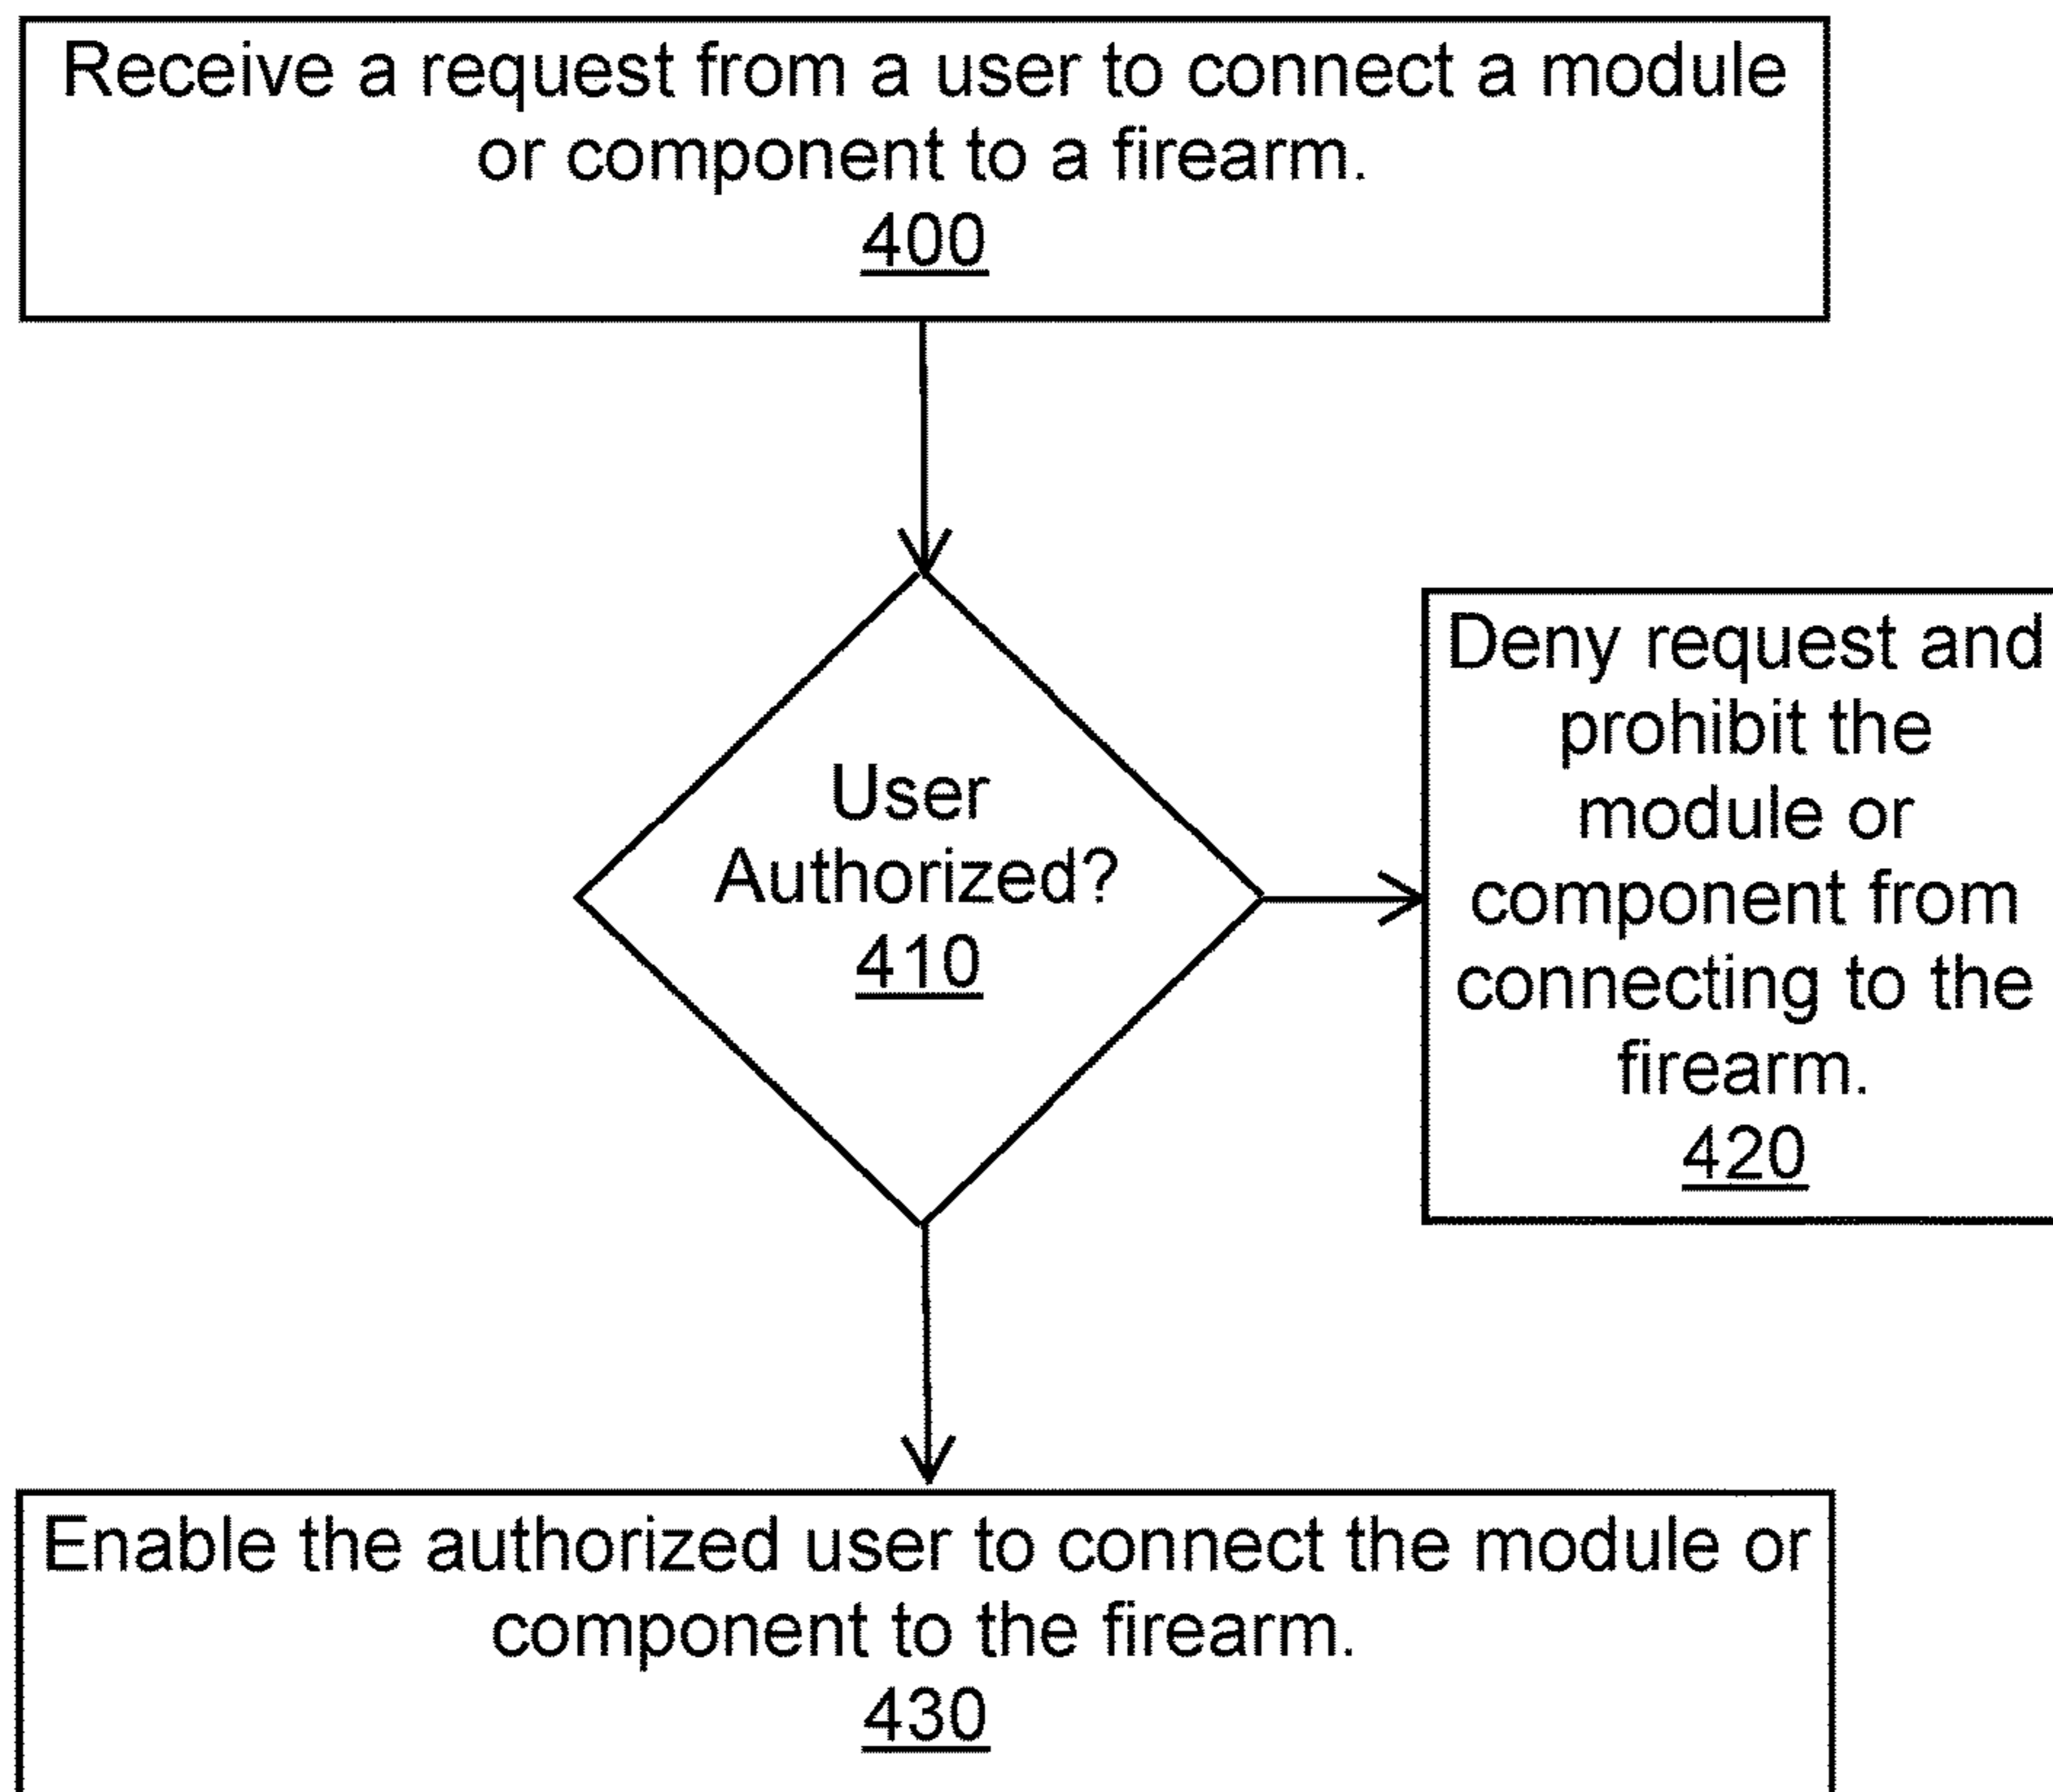 Receive a request from a user to connect a module
or component to a firearm.
400
User
Authorized?
410
Deny request and
prohibit the
module or
component from
connecting to the
firearm.
420
Enable the authorized user to connect the module or
component to the firearm.
430